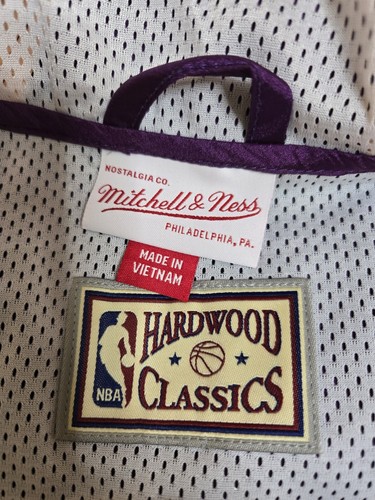 NOSTALGIA CO.
Mitchell & Ness
PHILADELPHIA, PA.
MADE IN
VIETNAM
HARDWOOD
NBA
CLASSICS